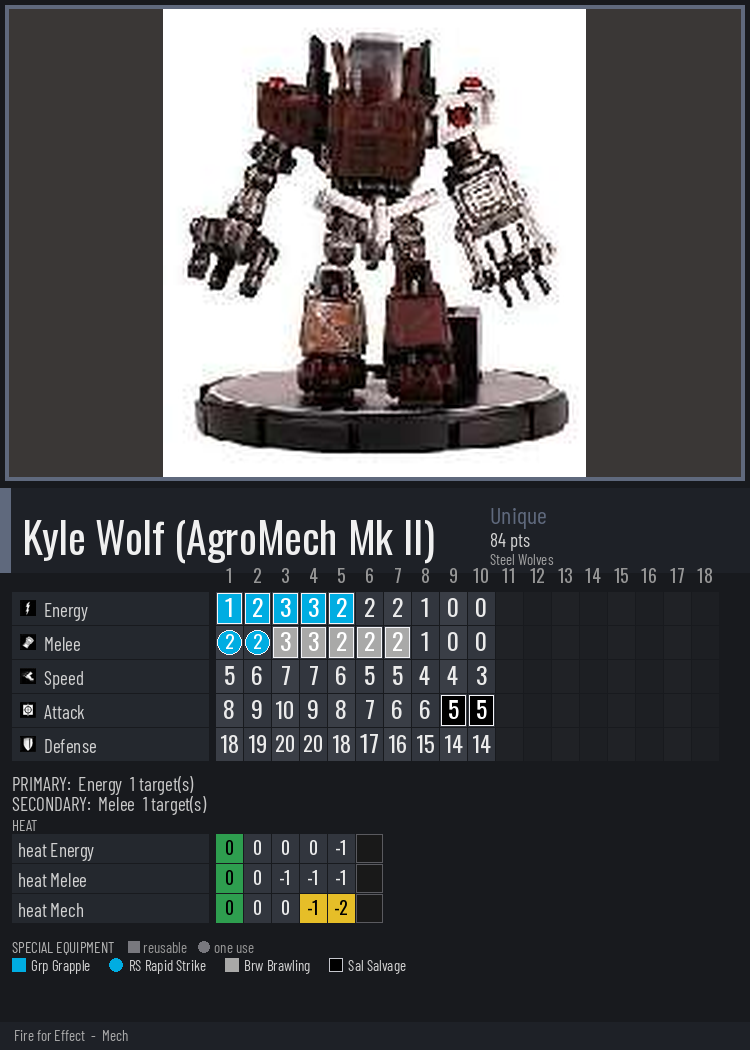 Kyle Wolf (AgroMech Mk II)
Unique
84 pts
Steel Wolves
1 2 3 4 5 6 7 8 9 10 11 12 13 14 15 16 17 18
Energy 1 2 3 3 2 2 2 1 0 0
Melee 2 2 3 3 2 2 2 1 0 0
Speed 5 6 7 7 6 5 5 4 4 3
Attack 8 9 10 9 8 7 6 6 5 5
Defense 18 19 20 20 18 17 16 15 14 14
PRIMARY: Energy 1 target(s)
SECONDARY: Melee 1 target(s)
HEAT
heat Energy 0 0 0 0 -1
heat Melee 0 0 -1 -1 -1
heat Mech 0 0 0 -1 -2
SPECIAL EQUIPMENT reusable one use
Grp Grapple RS Rapid Strike Brw Brawling Sal Salvage
Fire for Effect - Mech